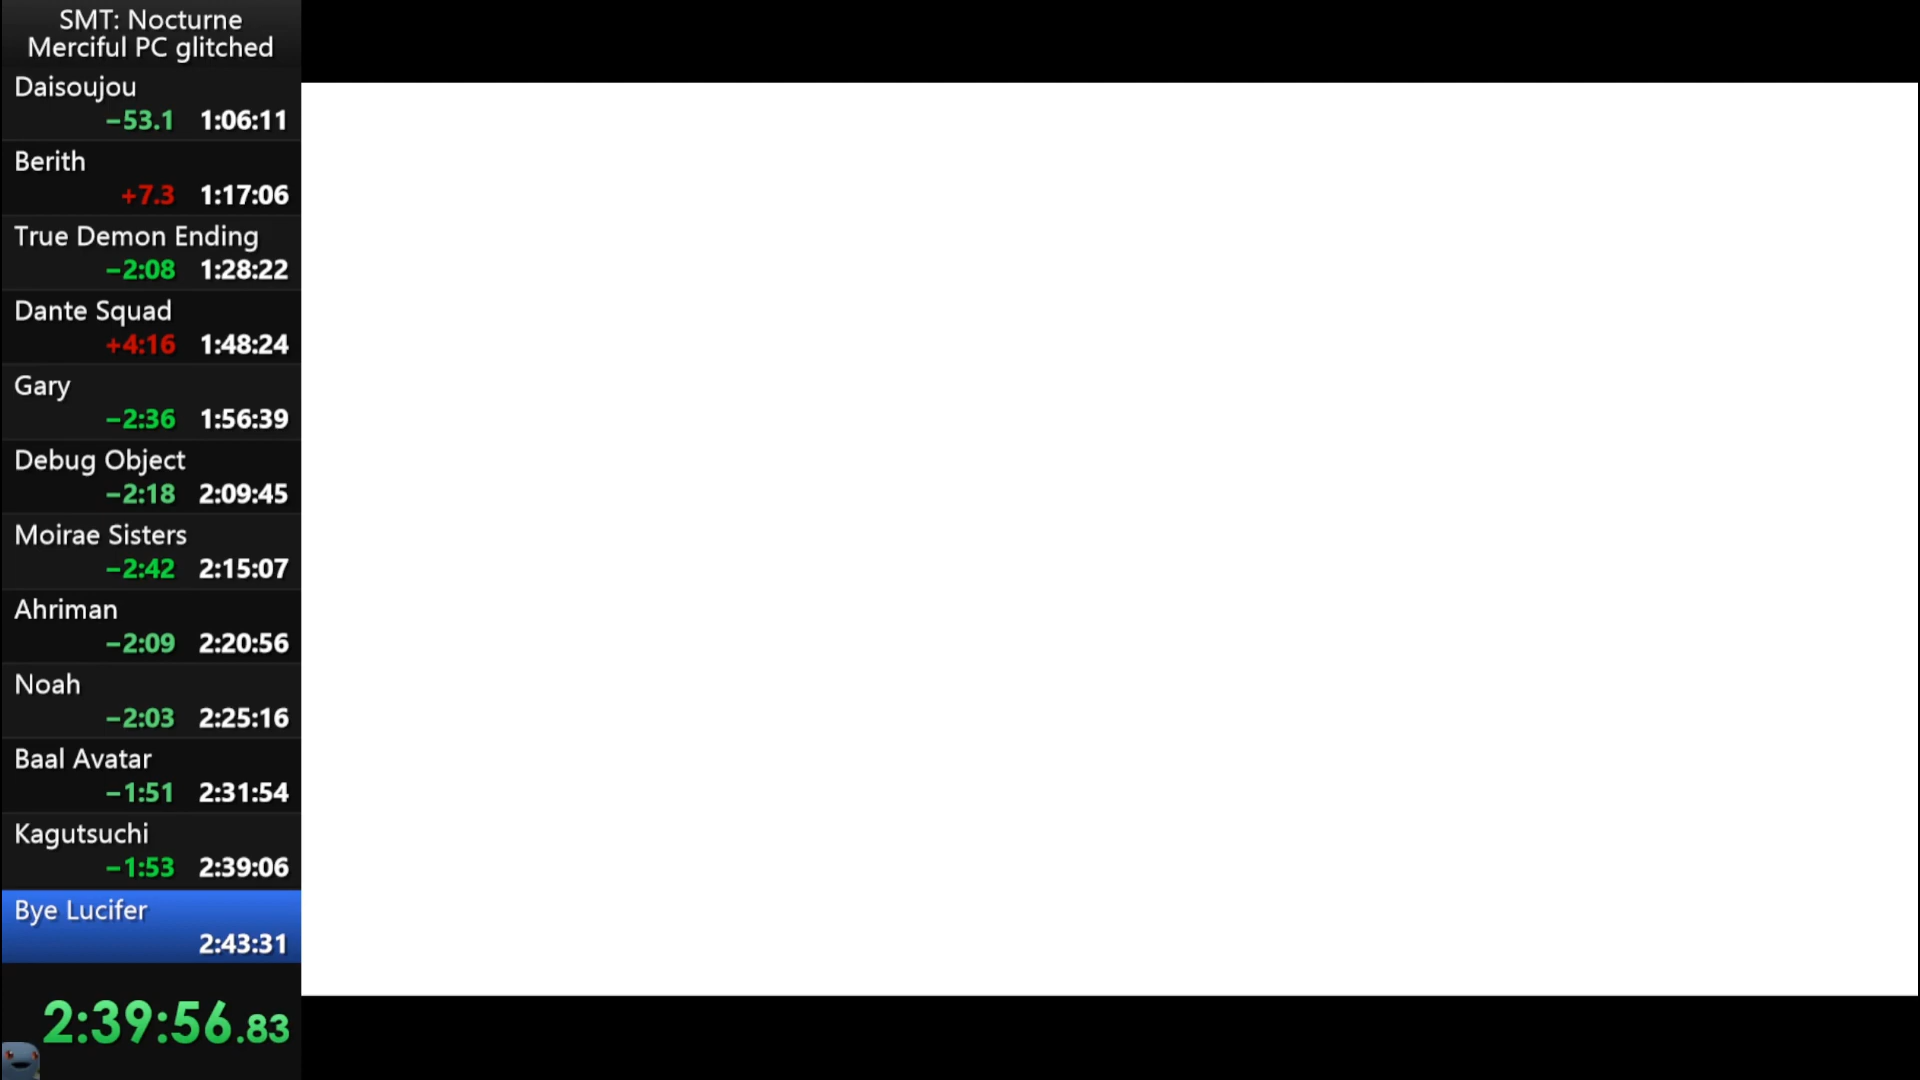 SMT: Nocturne
Merciful PC glitched
Daisoujou
−53.1 1:06:11
Berith
+7.3 1:17:06
True Demon Ending
−2:08 1:28:22
Dante Squad
+4:16 1:48:24
Gary
−2:36 1:56:39
Debug Object
−2:18 2:09:45
Moirae Sisters
−2:42 2:15:07
Ahriman
−2:09 2:20:56
Noah
−2:03 2:25:16
Baal Avatar
−1:51 2:31:54
Kagutsuchi
−1:53 2:39:06
Bye Lucifer
2:43:31
2:39:56.83